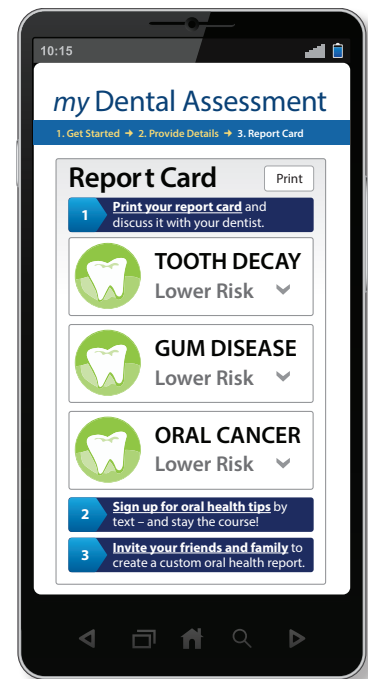 10:15
my Dental Assessment
1. Get Started → 2. Provide Details → 3. Report Card
Report Card
Print
1
Print your report card and
discuss it with your dentist.
TOOTH DECAY
Lower Risk
GUM DISEASE
Lower Risk
ORAL CANCER
Lower Risk
2
Sign up for oral health tips by
text – and stay the course!
3
Invite your friends and family to
create a custom oral health report.